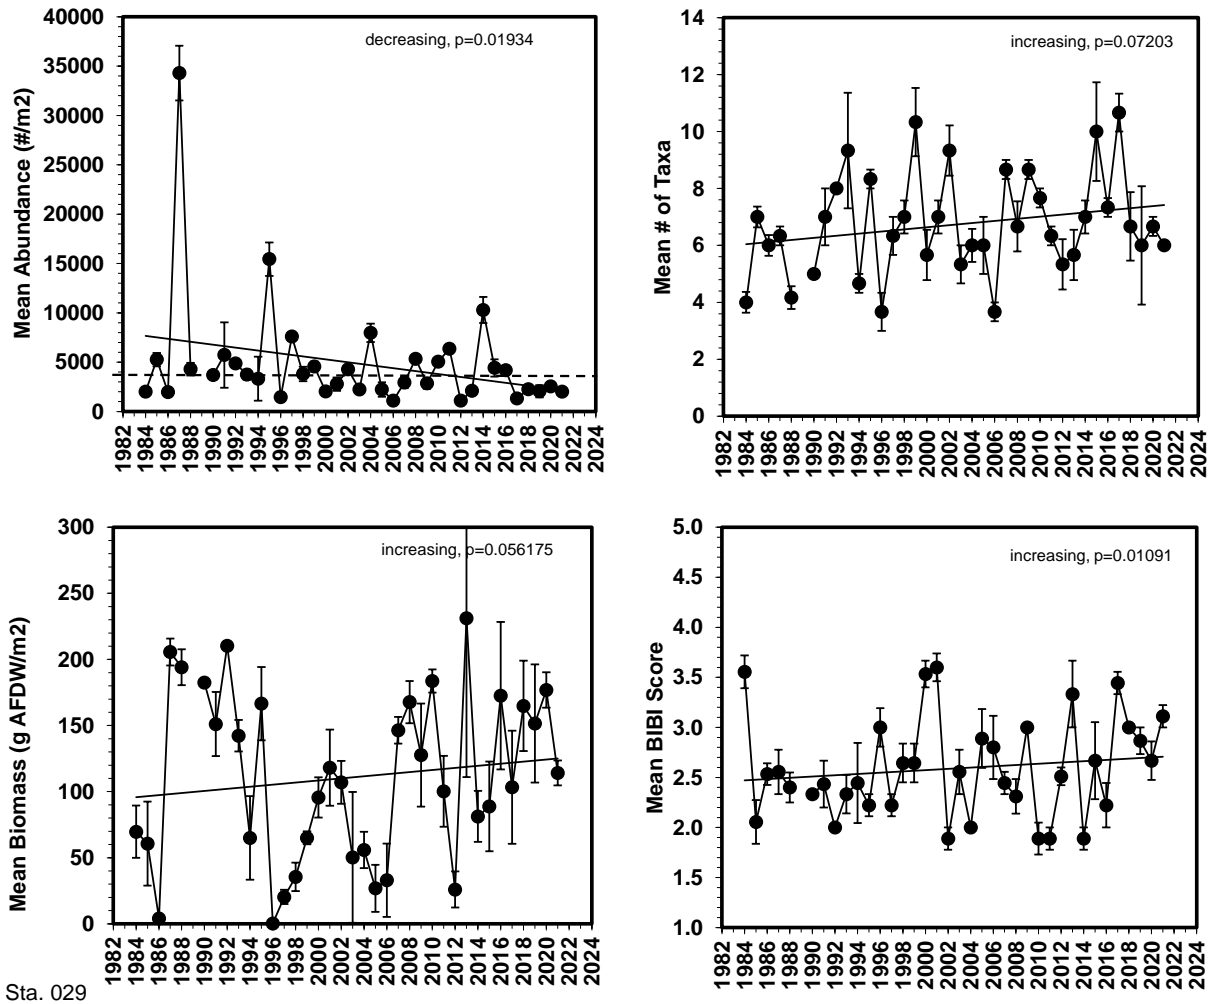 Mean Abundance (#/m2)
decreasing, p=0.01934
40000
35000
30000
25000
20000
15000
10000
5000
0
1982 1984 1986 1988 1990 1992 1994 1996 1998 2000 2002 2004 2006 2008 2010 2012 2014 2016 2018 2020 2022 2024
Mean # of Taxa
increasing, p=0.07203
14
12
10
8
6
4
2
0
1982 1984 1986 1988 1990 1992 1994 1996 1998 2000 2002 2004 2006 2008 2010 2012 2014 2016 2018 2020 2022 2024
Mean Biomass (g AFDW/m2)
increasing, p=0.056175
300
250
200
150
100
50
0
1982 1984 1986 1988 1990 1992 1994 1996 1998 2000 2002 2004 2006 2008 2010 2012 2014 2016 2018 2020 2022 2024
Mean BIBI Score
increasing, p=0.01091
5.0
4.5
4.0
3.5
3.0
2.5
2.0
1.5
1.0
1982 1984 1986 1988 1990 1992 1994 1996 1998 2000 2002 2004 2006 2008 2010 2012 2014 2016 2018 2020 2022 2024
Sta. 029